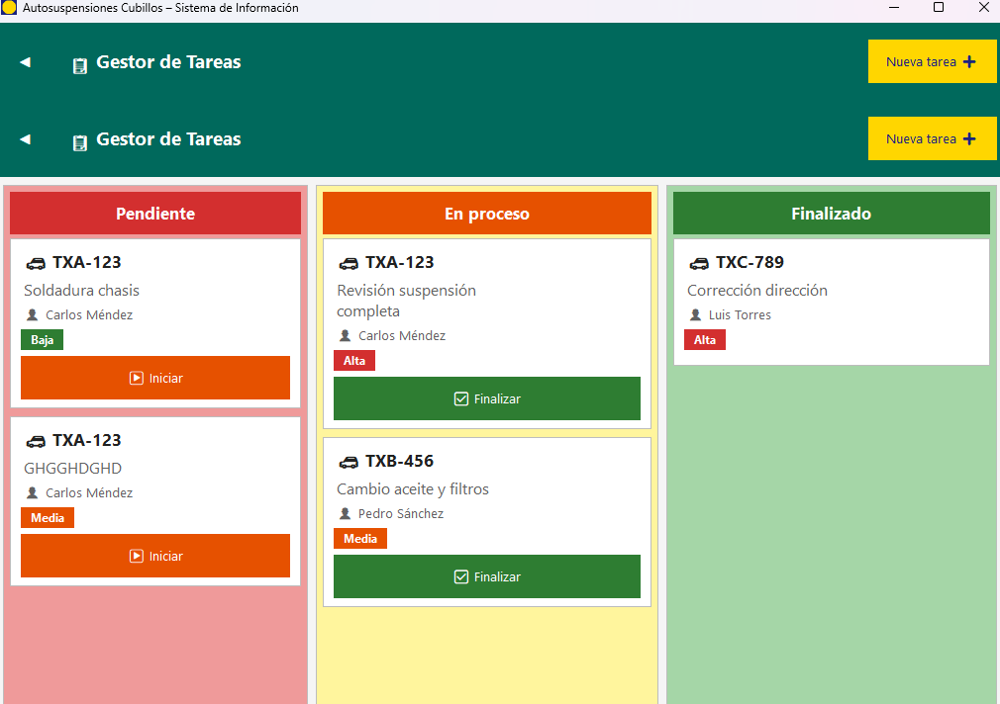 Autosuspensiones Cubillos – Sistema de Información
Gestor de Tareas
Nueva tarea
Gestor de Tareas
Nueva tarea
Pendiente
TXA-123
Soldadura chasis
Carlos Méndez
Baja
Iniciar
TXA-123
GHGGHDGHD
Carlos Méndez
Media
Iniciar
En proceso
TXA-123
Revisión suspensión
completa
Carlos Méndez
Alta
Finalizar
TXB-456
Cambio aceite y filtros
Pedro Sánchez
Media
Finalizar
Finalizado
TXC-789
Corrección dirección
Luis Torres
Alta